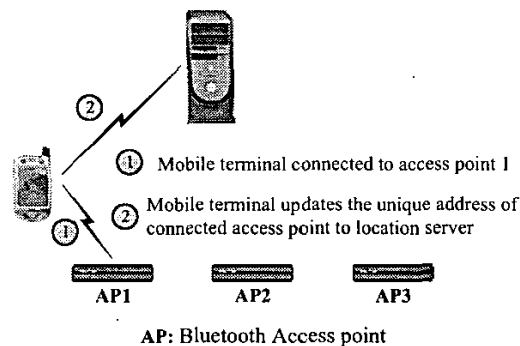 2
1 Mobile terminal connected to access point 1
2 Mobile terminal updates the unique address of
connected access point to location server
1
AP1 AP2 AP3
AP: Bluetooth Access point